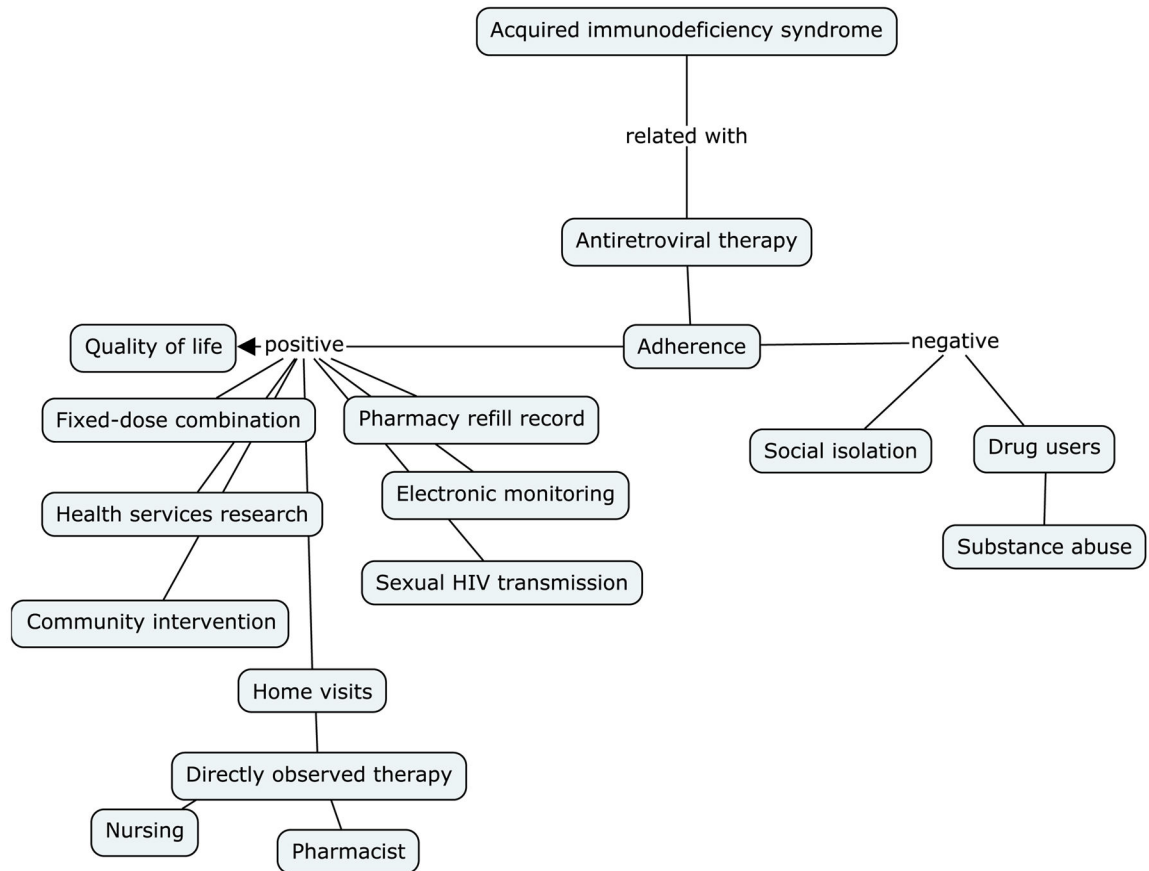 Acquired immunodeficiency syndrome
related with
Antiretroviral therapy
Quality of life
positive
Adherence
negative
Fixed-dose combination
Pharmacy refill record
Social isolation
Drug users
Health services research
Electronic monitoring
Substance abuse
Sexual HIV transmission
Community intervention
Home visits
Directly observed therapy
Nursing
Pharmacist